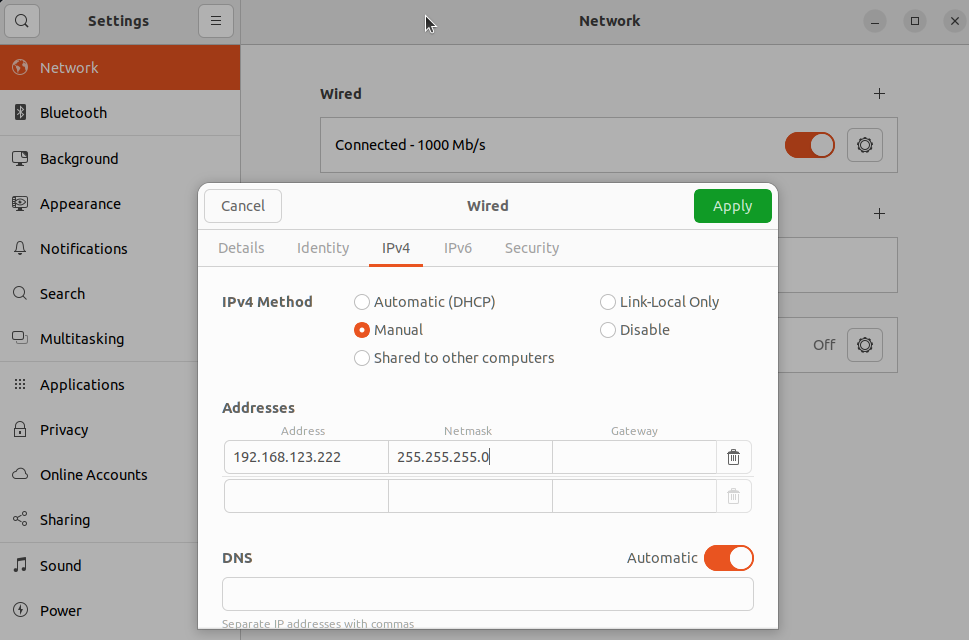 Settings
Network
Network
Bluetooth
Background
Appearance
Notifications
Search
Multitasking
Applications
Privacy
Online Accounts
Sharing
Sound
Power
Wired
Connected - 1000 Mb/s
Off
Cancel
Wired
Apply
Details Identity IPv4 IPv6 Security
IPv4 Method
Automatic (DHCP)
Link-Local Only
Manual
Disable
Shared to other computers
Addresses
Address Netmask Gateway
192.168.123.222 255.255.255.0
DNS
Automatic
Separate IP addresses with commas